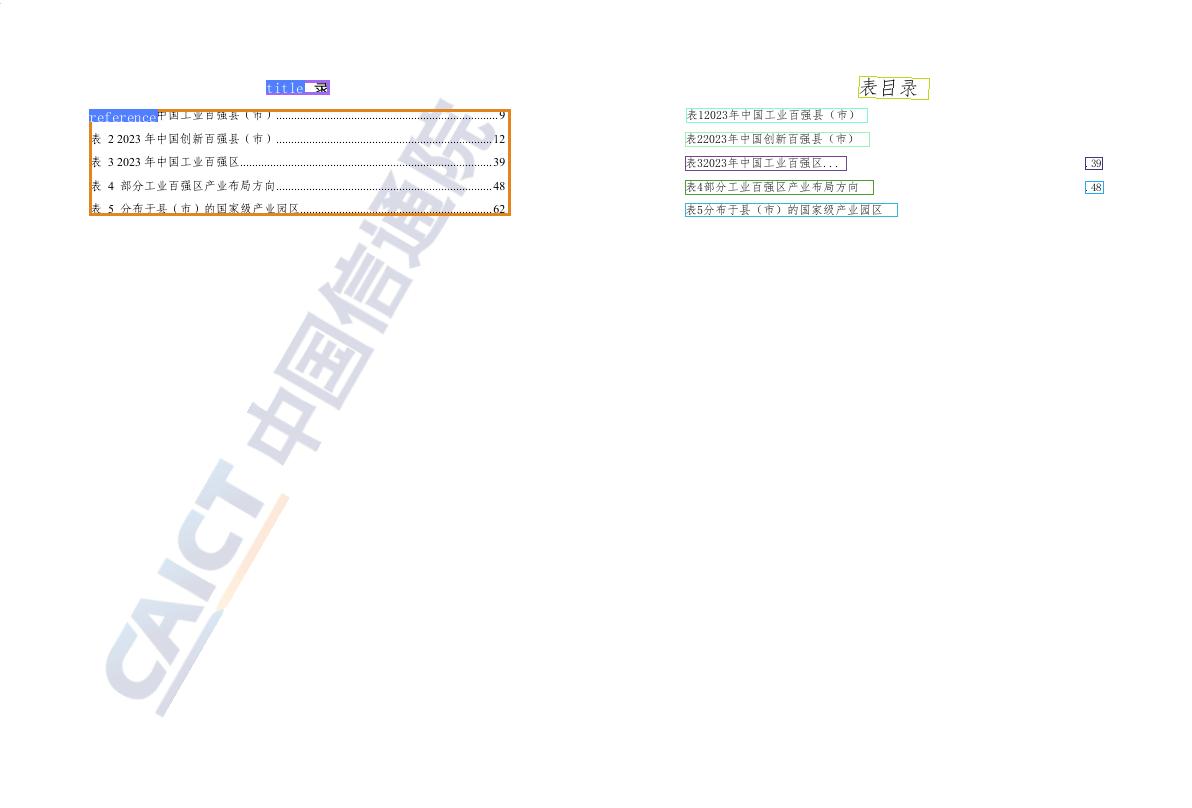 title 录
reference 中国工业百强县（市）........9
表 2 2023 年中国创新百强县（市）........12
表 3 2023 年中国工业百强区........39
表 4 部分工业百强区产业布局方向........48
表 5 分布于县（市）的国家级产业园区........62
CAICT 中国信通院
表目录
表12023年中国工业百强县（市）
表22023年中国创新百强县（市）
表32023年中国工业百强区... .39
表4部分工业百强区产业布局方向 .48
表5分布于县（市）的国家级产业园区